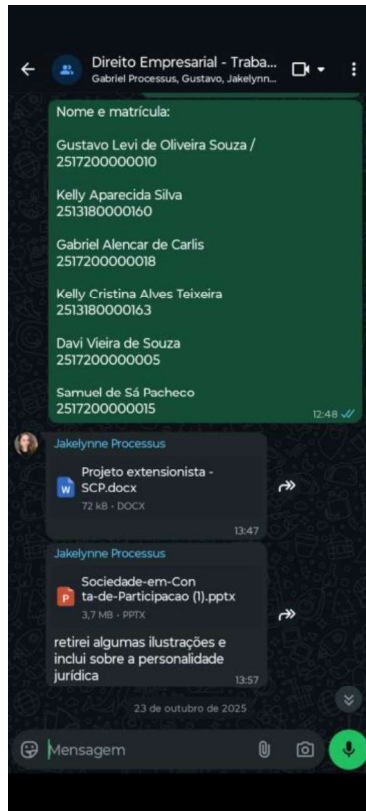 Direito Empresarial - Traba...
Gabriel Processus, Gustavo, Jakelynn...
Nome e matrícula:
Gustavo Levi de Oliveira Souza /
2517200000010
Kelly Aparecida Silva
2513180000160
Gabriel Alencar de Carlis
2517200000018
Kelly Cristina Alves Teixeira
2513180000163
Davi Vieira de Souza
2517200000005
Samuel de Sá Pacheco
2517200000015
12:48
Jakelynne Processus
Projeto extensionista -
SCP.docx
W
72 kB • DOCX
13:47
Jakelynne Processus
Sociedade-em-Con
ta-de-Participacao (1).pptx
P
3,7 MB • PPTX
retirei algumas ilustrações e
inclui sobre a personalidade
jurídica
13:57
23 de outubro de 2025
Mensagem